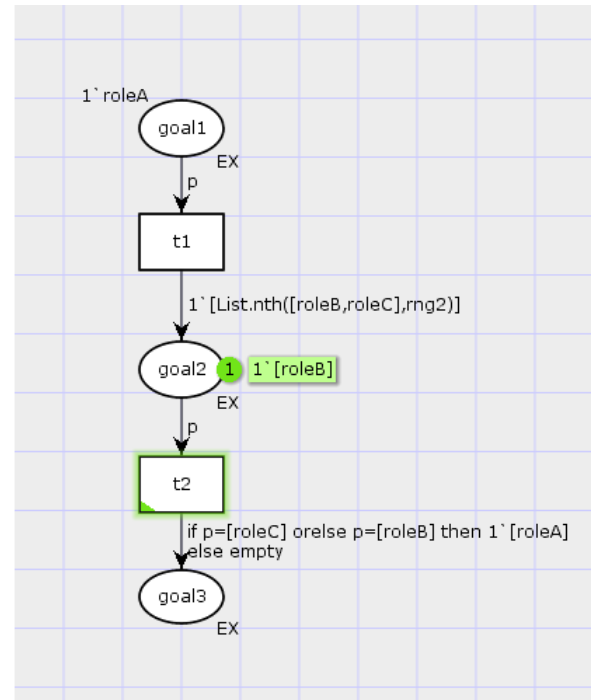 1`roleA
goal1
EX
p
t1
1`[List.nth([roleB,roleC],rng2)]
goal2 1 1`[roleB]
EX
p
t2
if p=[roleC] orelse p=[roleB] then 1`[roleA]
else empty
goal3
EX